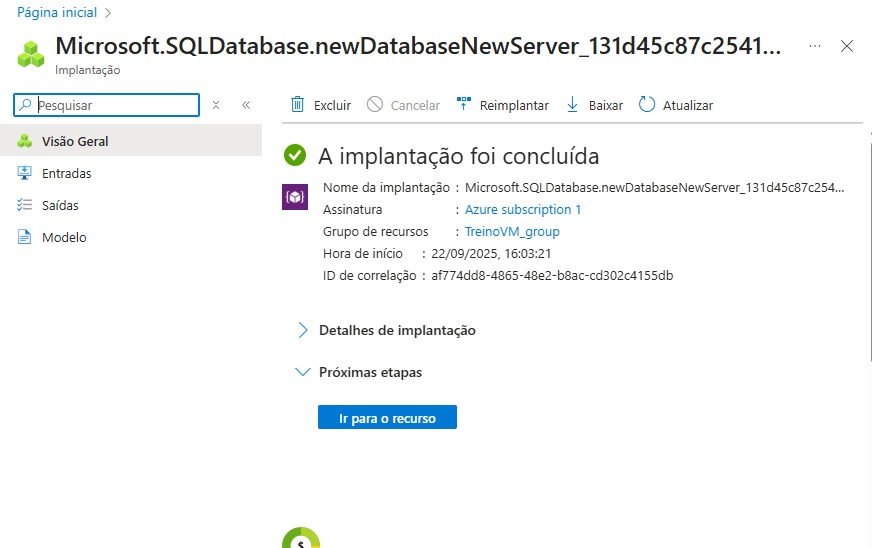 Página inicial
Microsoft.SQLDatabase.newDatabaseNewServer_131d45c87c2541...
Implantação
Pesquisar
Excluir Cancelar Reimplantar Baixar Atualizar
Visão Geral
Entradas
Saídas
Modelo
A implantação foi concluída
Nome da implantação : Microsoft.SQLDatabase.newDatabaseNewServer_131d45c87c254...
Assinatura : Azure subscription 1
Grupo de recursos : TreinoVM_group
Hora de início : 22/09/2025, 16:03:21
ID de correlação : af774dd8-4865-48e2-b8ac-cd302c4155db
Detalhes de implantação
Próximas etapas
Ir para o recurso
$